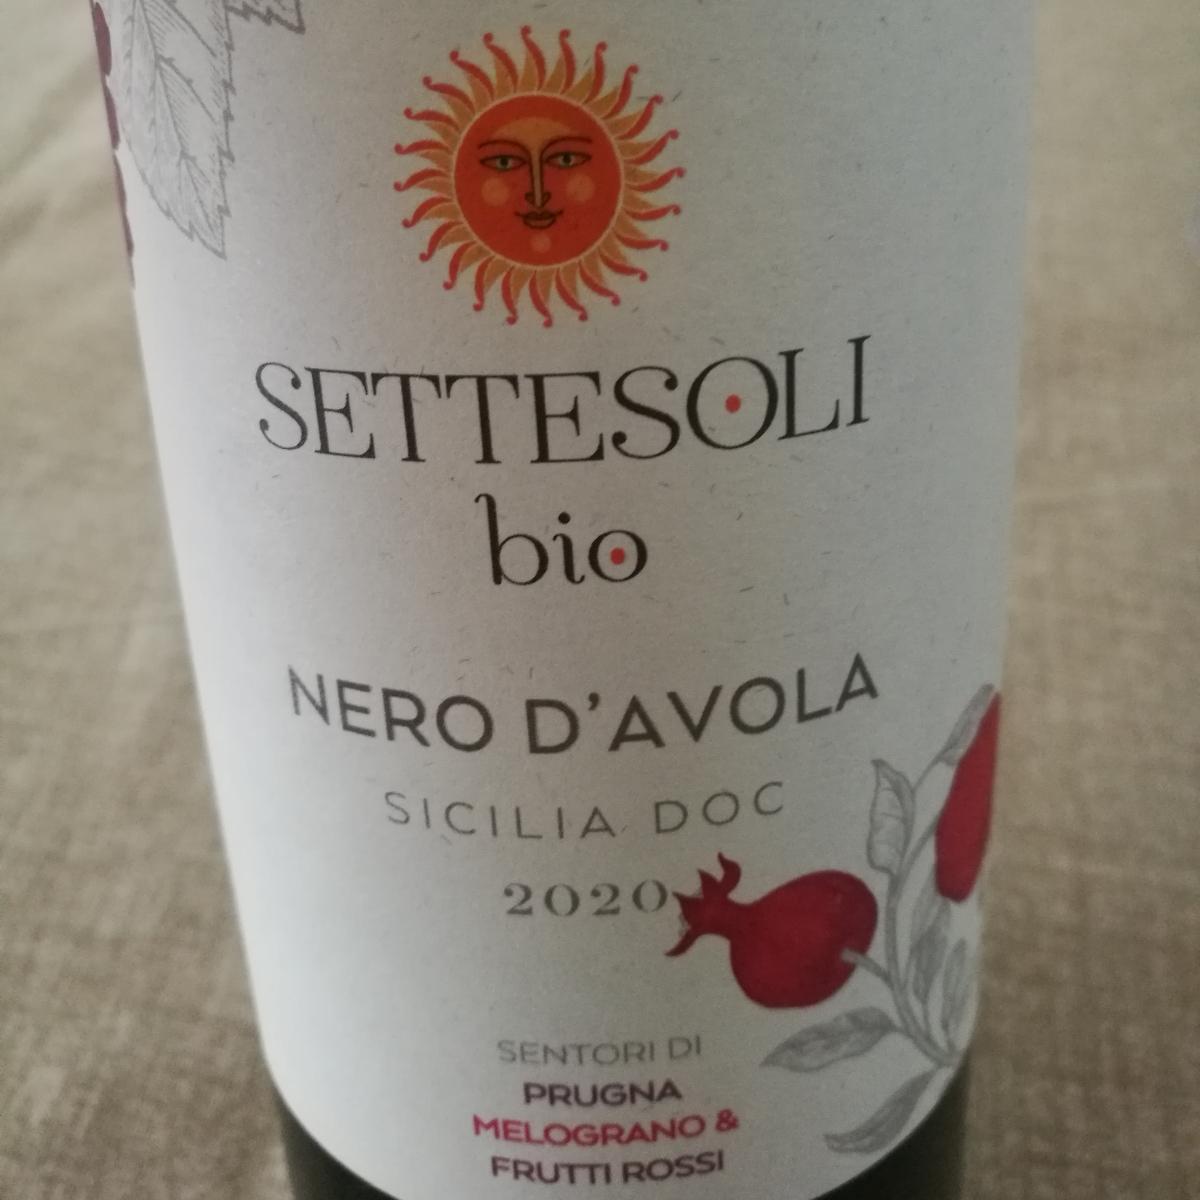 SETTESOLI
bio
NERO D'AVOLA
SICILIA DOC
2020
SENTORI DI
PRUGNA
MELOGRANO &
FRUTTI ROSSI